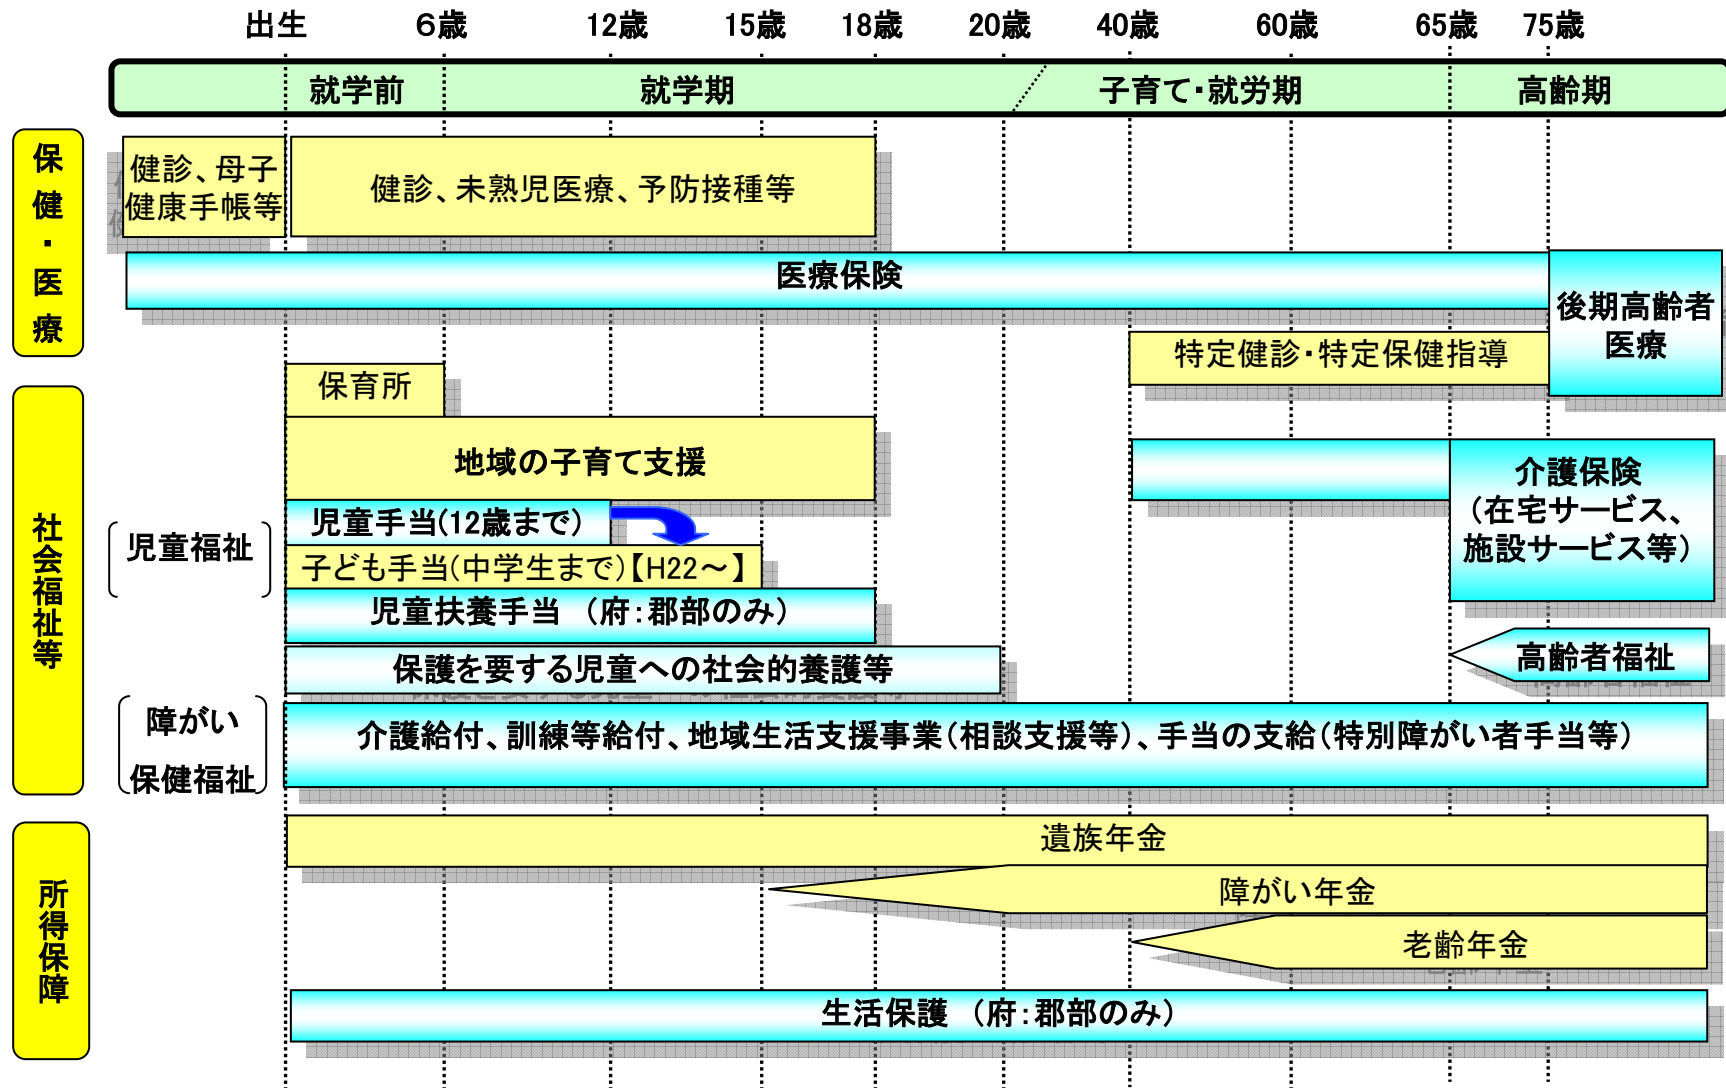 出生
６歳
12歳
15歳
18歳
20歳
40歳
60歳
65歳
75歳
就学前
就学期
子育て・就労期
高齢期
保健・医療
健診、母子
健康手帳等
健診、未熟児医療、予防接種等
医療保険
後期高齢者
医療
特定健診・特定保健指導
社会福祉等
保育所
地域の子育て支援
児童福祉
児童手当(12歳まで)
子ども手当(中学生まで)【H22～】
児童扶養手当 （府：郡部のみ）
保護を要する児童への社会的養護等
介護保険
（在宅サービス、
施設サービス等）
高齢者福祉
障がい
保健福祉
介護給付、訓練等給付、地域生活支援事業（相談支援等）、手当の支給（特別障がい者手当等）
所得保障
遺族年金
障がい年金
老齢年金
生活保護 （府：郡部のみ）